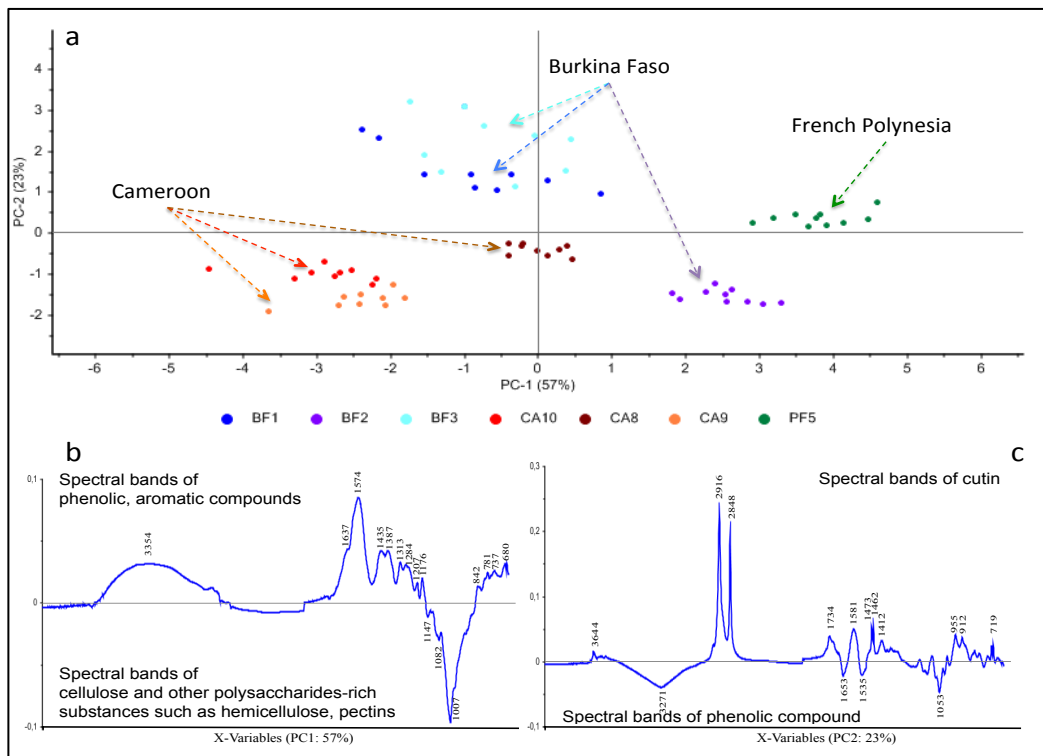 a
Burkina Faso
French Polynesia
Cameroon
PC-2 (23%)
4
3
2
1
0
-1
-2
-6 -5 -4 -3 -2 -1 0 1 2 3 4 5 6
PC-1 (57%)
BF1 BF2 BF3 CA10 CA8 CA9 PF5
b
Spectral bands of
phenolic, aromatic compounds
0,1
0
-0,1
3354
1637
1574
1435
1387
1313
1284
1207
1176
1147
1082
1007
842
781
737
680
Spectral bands of
cellulose and other polysaccharides-rich
substances such as hemicellulose, pectins
X-Variables (PC1: 57%)
c
Spectral bands of cutin
0,3
0,2
0,1
0
-0,1
3644
3271
2916
2848
1734
1653
1581
1535
1473
1462
1412
1053
955
912
719
Spectral bands of phenolic compound
X-Variables (PC2: 23%)